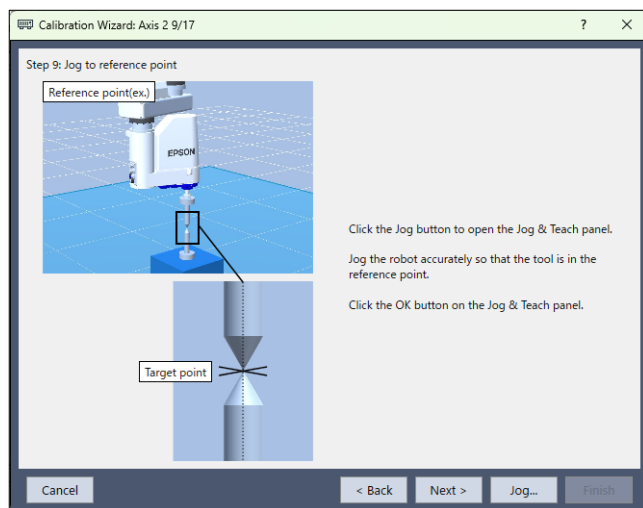 Calibration Wizard: Axis 2 9/17
Step 9: Jog to reference point
Reference point(ex.)
EPSON
Target point
Click the Jog button to open the Jog & Teach panel.
Jog the robot accurately so that the tool is in the
reference point.
Click the OK button on the Jog & Teach panel.
Cancel
< Back
Next >
Jog...
Finish